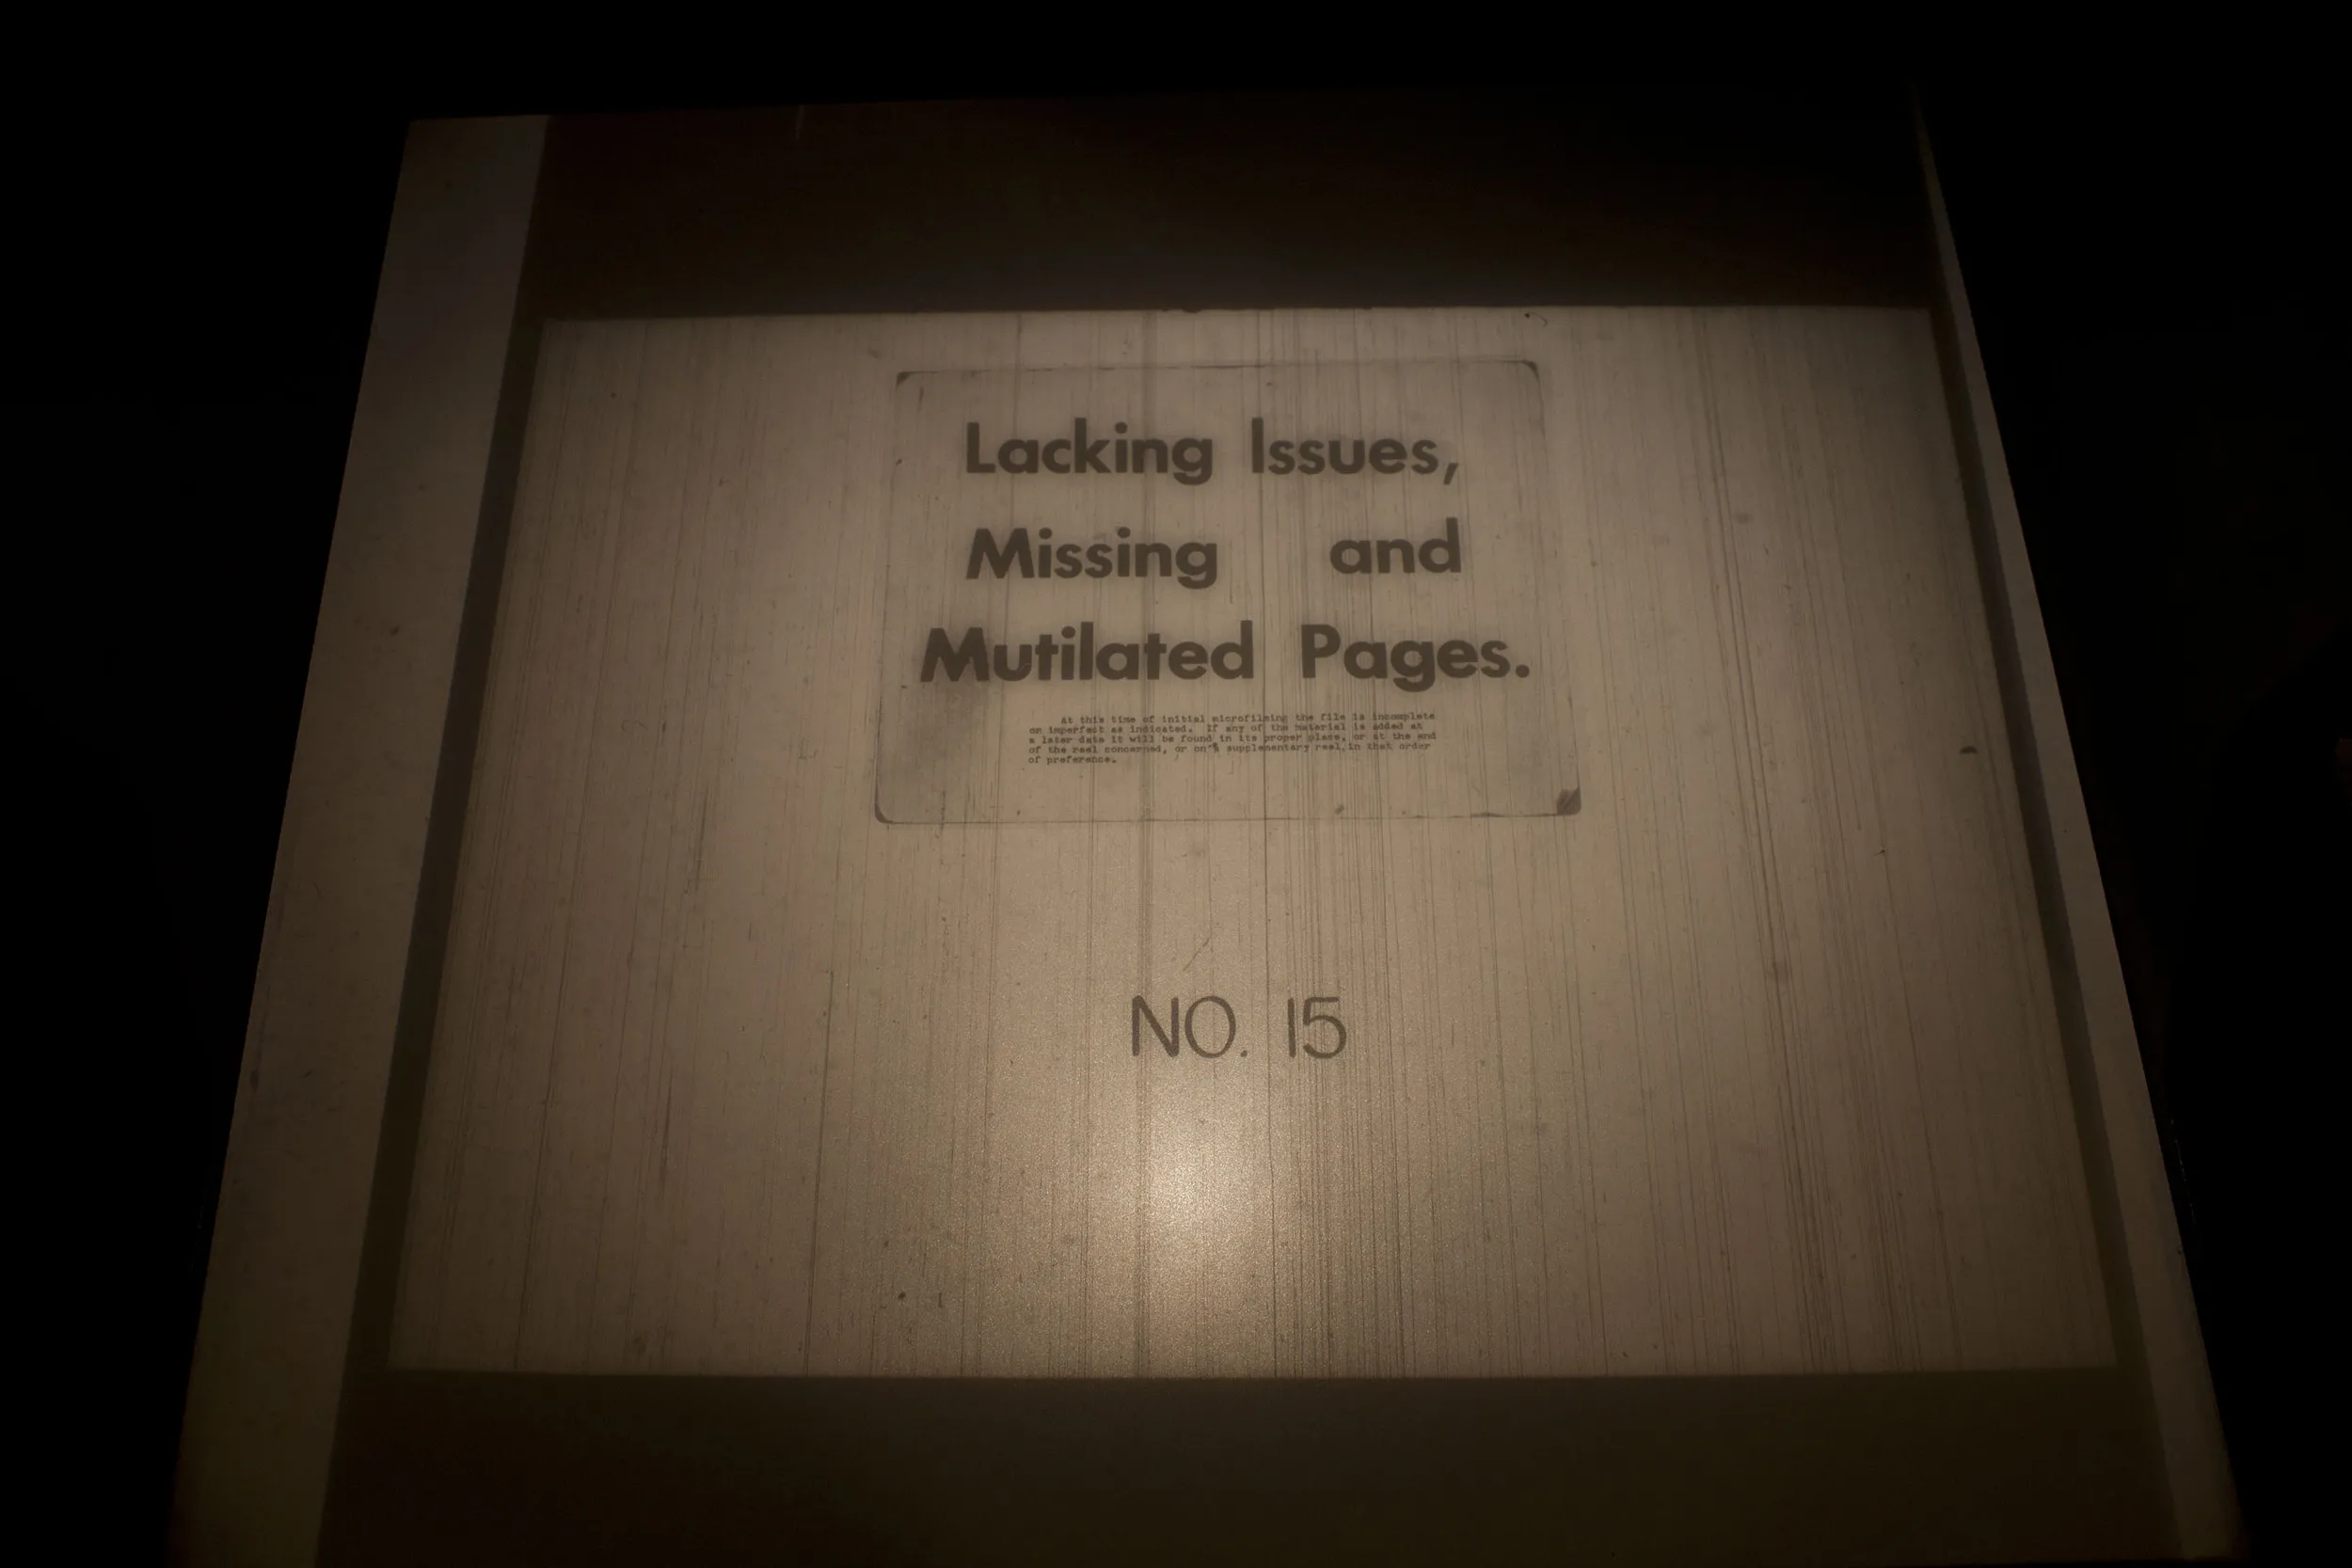 Lacking Issues,
Missing and
Mutilated Pages.
At this time of initial microfilming the file is incomplete
or imperfect as indicated. If any of the material is added at
a later date it will be found in its proper place, or at the end
of the reel concerned, or on a supplementary reel, in that order
of preference.
NO. 15